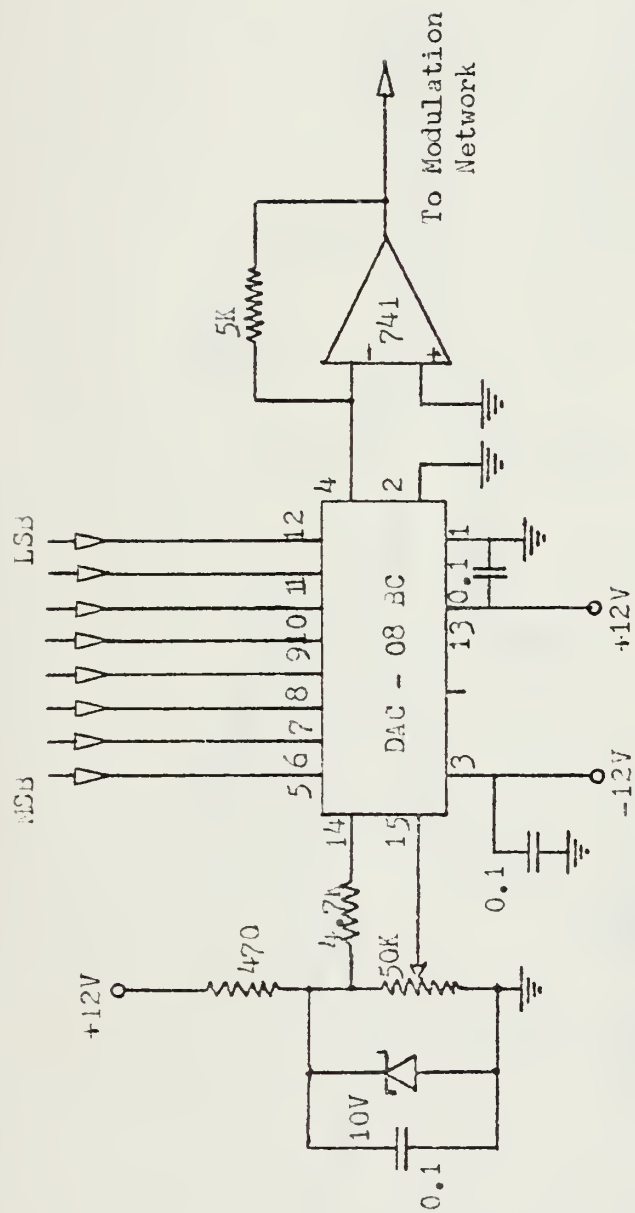 MSB
LSB
5
6
7
8
9
10
11
12
+12V
470
14
4.7K
15
50K
10V
0.1
DAC - 08 BC
4
2
5K
-
741
+
To Modulation
Network
3
13
0.1
1
0.1
-12V
+12V